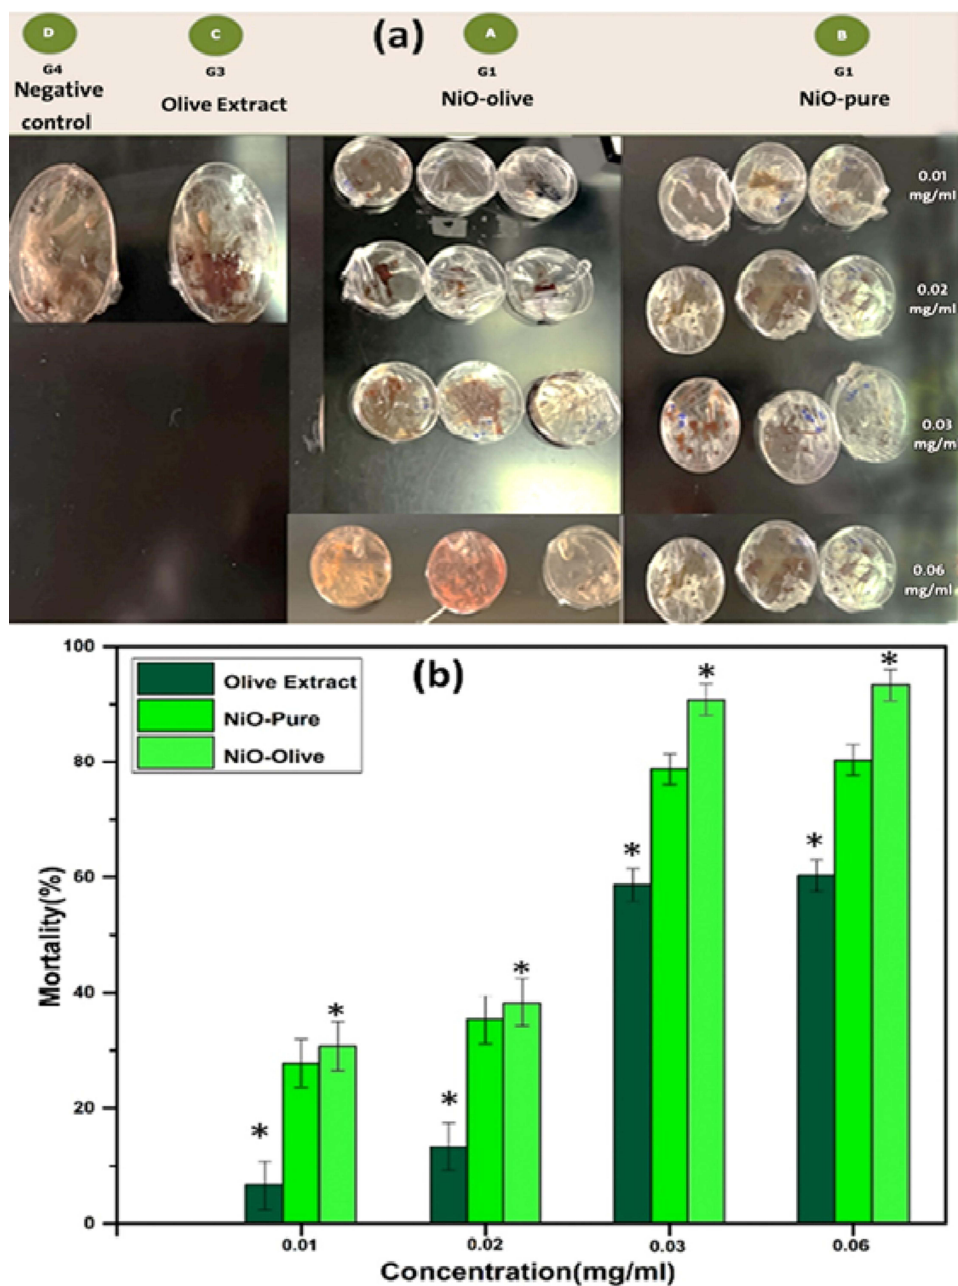 (a)
D
C
A
B
G4
G3
G1
G1
Negative
control
Olive Extract
NiO-olive
NiO-pure
0.01
mg/ml
0.02
mg/ml
0.03
mg/m
0.06
mg/ml
(b)
Olive Extract
NiO-Pure
NiO-Olive
Mortality(%)
100
80
60
40
20
0
*
*
*
*
*
*
*
*
0.01
0.02
0.03
0.06
Concentration(mg/ml)